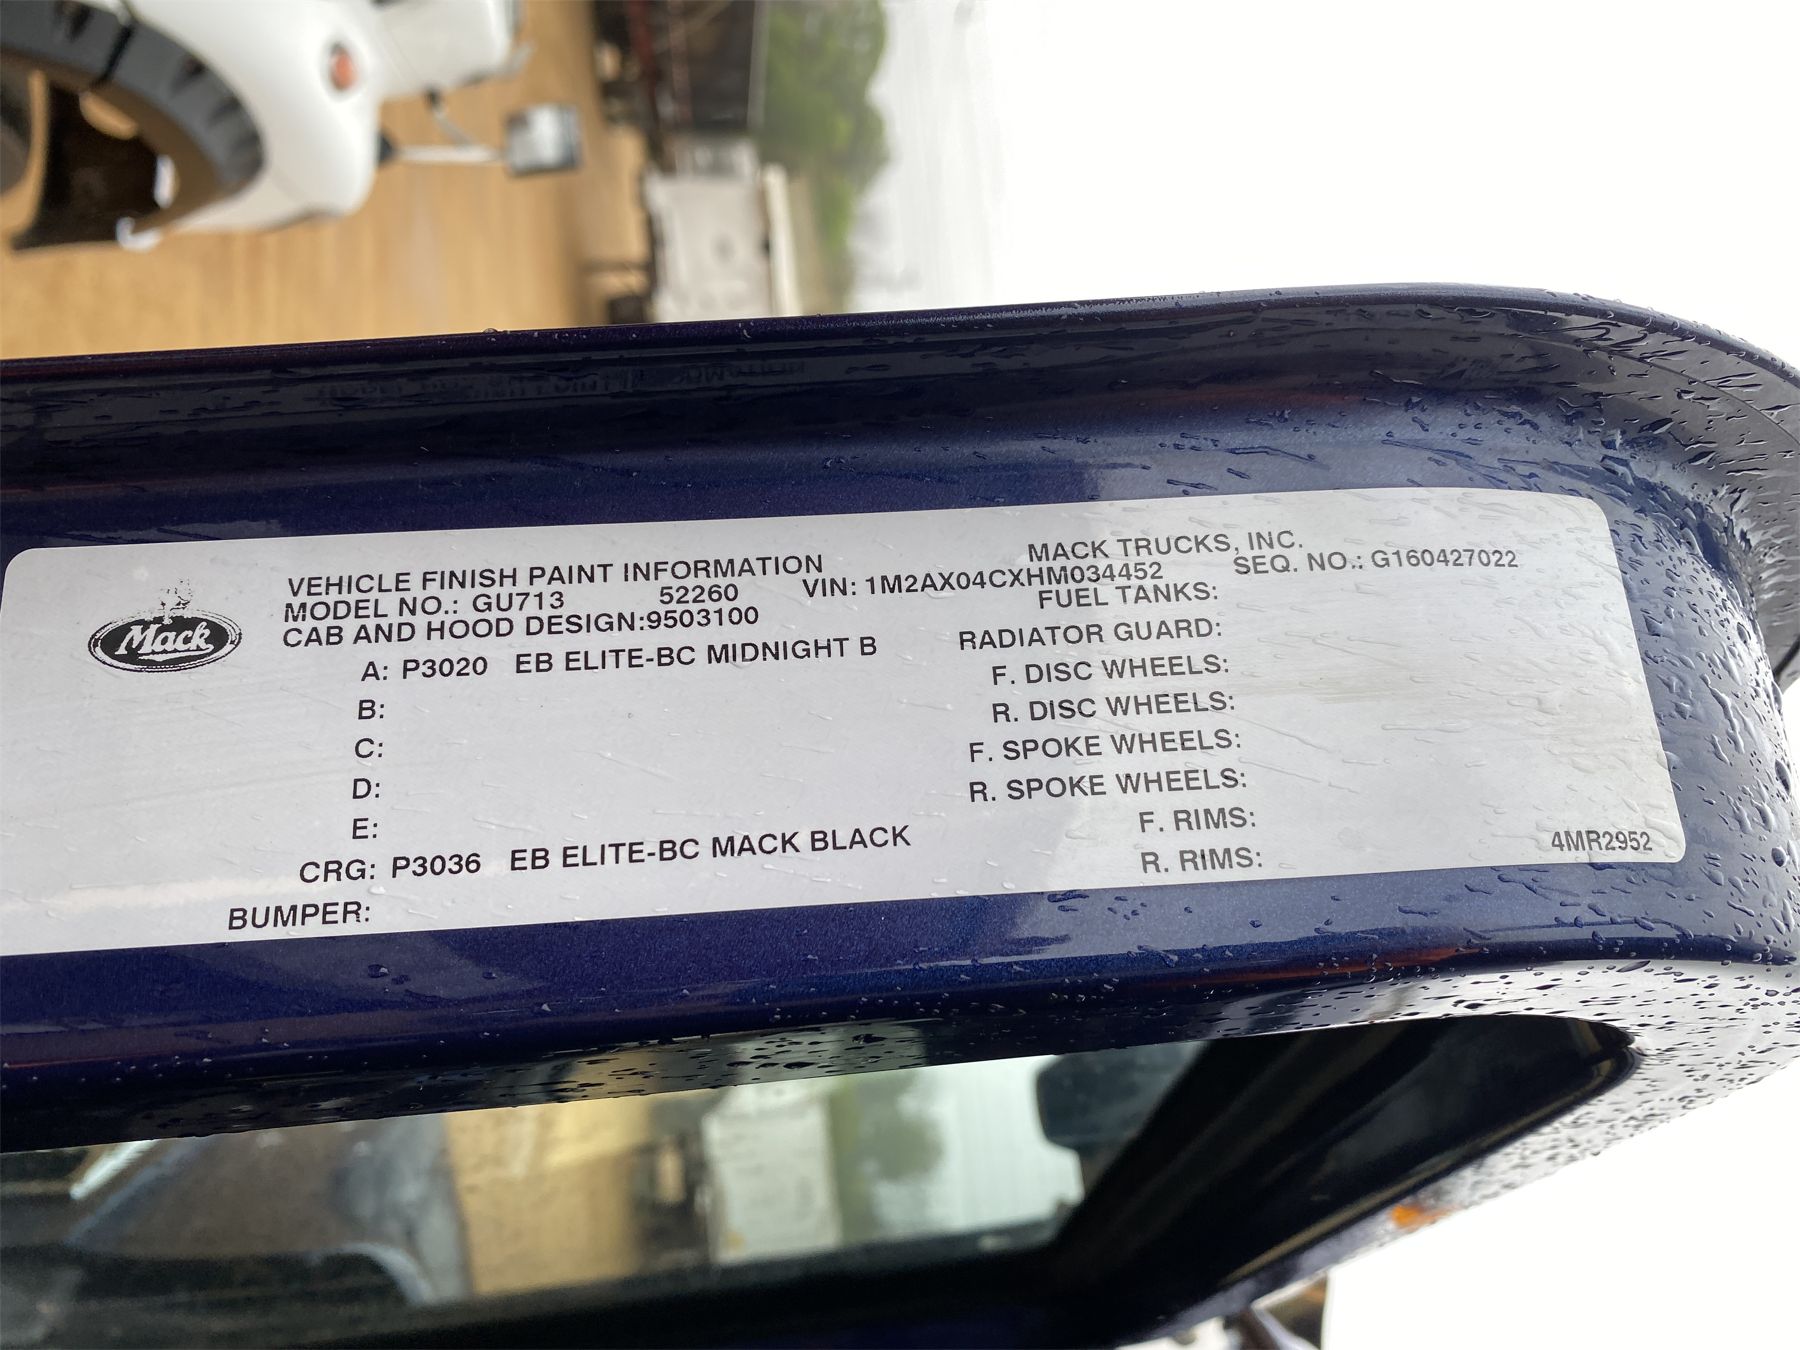 Mack
VEHICLE FINISH PAINT INFORMATION
MACK TRUCKS, INC.
MODEL NO.: GU713 52260 VIN: 1M2AX04CXHM034452 SEQ. NO.: G160427022
CAB AND HOOD DESIGN:9503100
FUEL TANKS:
A: P3020 EB ELITE-BC MIDNIGHT B
RADIATOR GUARD:
B:
F. DISC WHEELS:
C:
R. DISC WHEELS:
D:
F. SPOKE WHEELS:
E:
R. SPOKE WHEELS:
CRG: P3036 EB ELITE-BC MACK BLACK
F. RIMS:
BUMPER:
R. RIMS:
4MR2952